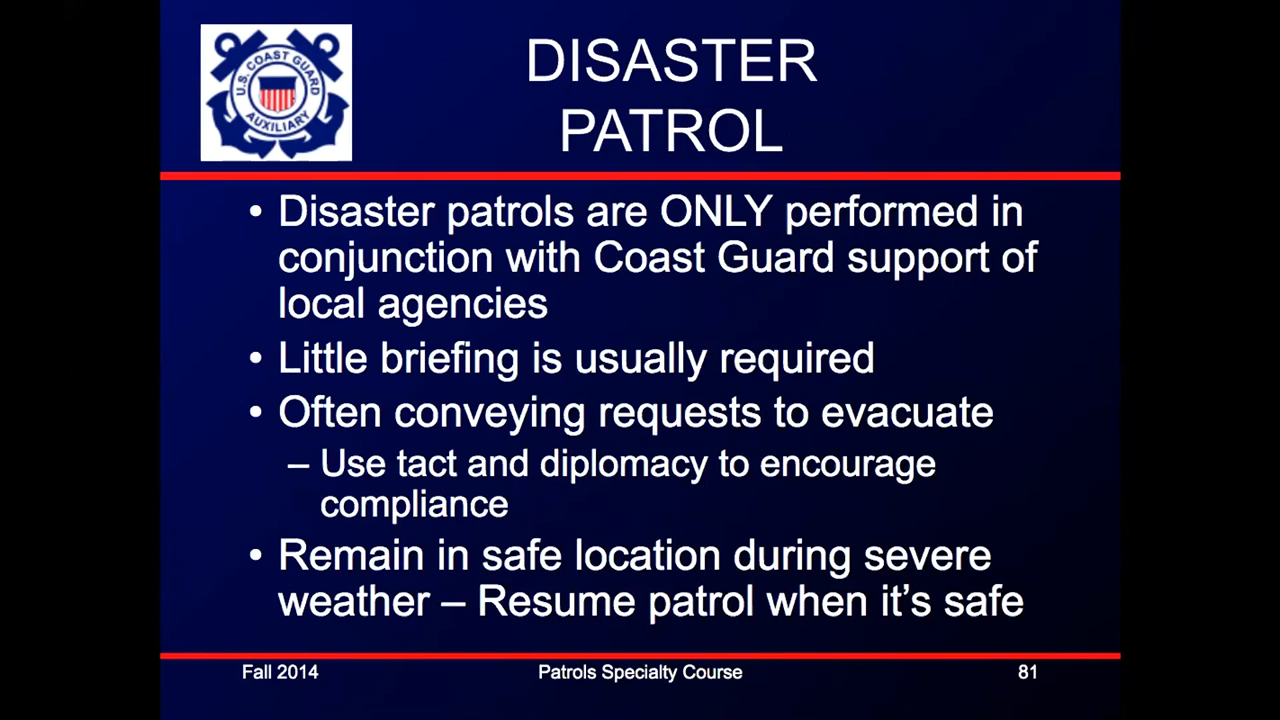 U.S. COAST GUARD
AUXILIARY
DISASTER
PATROL
• Disaster patrols are ONLY performed in
conjunction with Coast Guard support of
local agencies
• Little briefing is usually required
• Often conveying requests to evacuate
– Use tact and diplomacy to encourage
compliance
• Remain in safe location during severe
weather – Resume patrol when it's safe
Fall 2014
Patrols Specialty Course
81